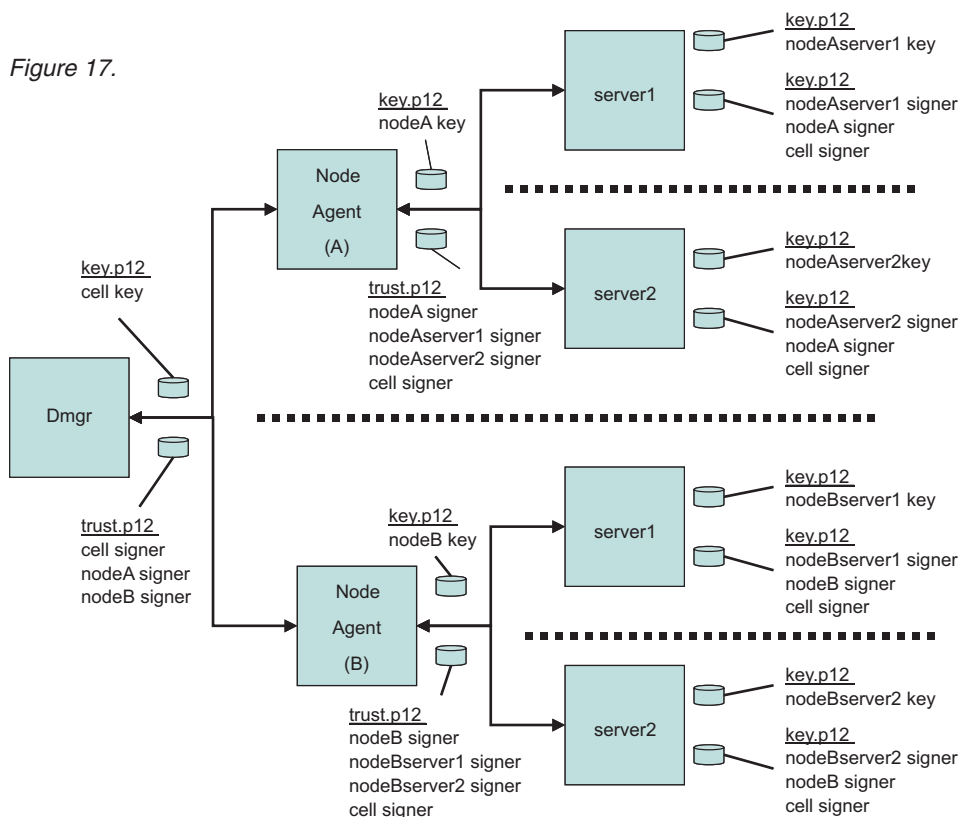 Figure 17.
key.p12
nodeAserver1 key
key.p12
nodeAserver1 signer
nodeA signer
cell signer
server1
key.p12
nodeA key
Node
Agent
(A)
trust.p12
nodeA signer
nodeAserver1 signer
nodeAserver2 signer
cell signer
key.p12
nodeAserver2key
key.p12
nodeAserver2 signer
nodeA signer
cell signer
server2
key.p12
cell key
Dmgr
trust.p12
cell signer
nodeA signer
nodeB signer
key.p12
nodeB key
Node
Agent
(B)
trust.p12
nodeB signer
nodeBserver1 signer
nodeBserver2 signer
cell signer
server1
key.p12
nodeBserver1 key
key.p12
nodeBserver1 signer
nodeB signer
cell signer
server2
key.p12
nodeBserver2 key
key.p12
nodeBserver2 signer
nodeB signer
cell signer